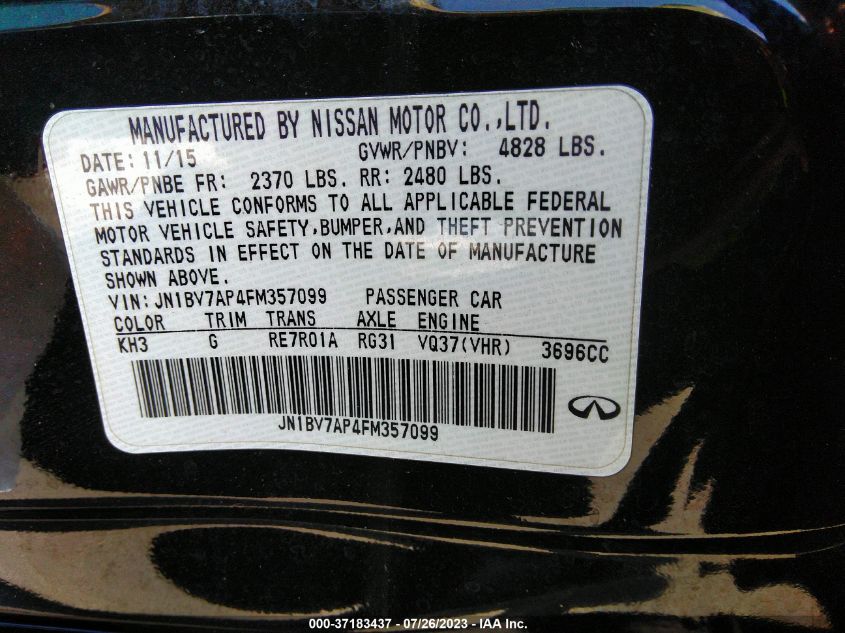 MANUFACTURED BY NISSAN MOTOR CO.,LTD.
DATE: 11/15 GVWR/PNBV: 4828 LBS.
GAWR/PNBE FR: 2370 LBS. RR: 2480 LBS.
THIS VEHICLE CONFORMS TO ALL APPLICABLE FEDERAL
MOTOR VEHICLE SAFETY,BUMPER,AND THEFT PREVENTION
STANDARDS IN EFFECT ON THE DATE OF MANUFACTURE
SHOWN ABOVE.
VIN: JN1BV7AP4FM357099 PASSENGER CAR
COLOR TRIM TRANS AXLE ENGINE
KH3 G RE7R01A RG31 VQ37(VHR) 3696CC
JN1BV7AP4FM357099
000-37183437 - 07/26/2023 - IAA Inc.